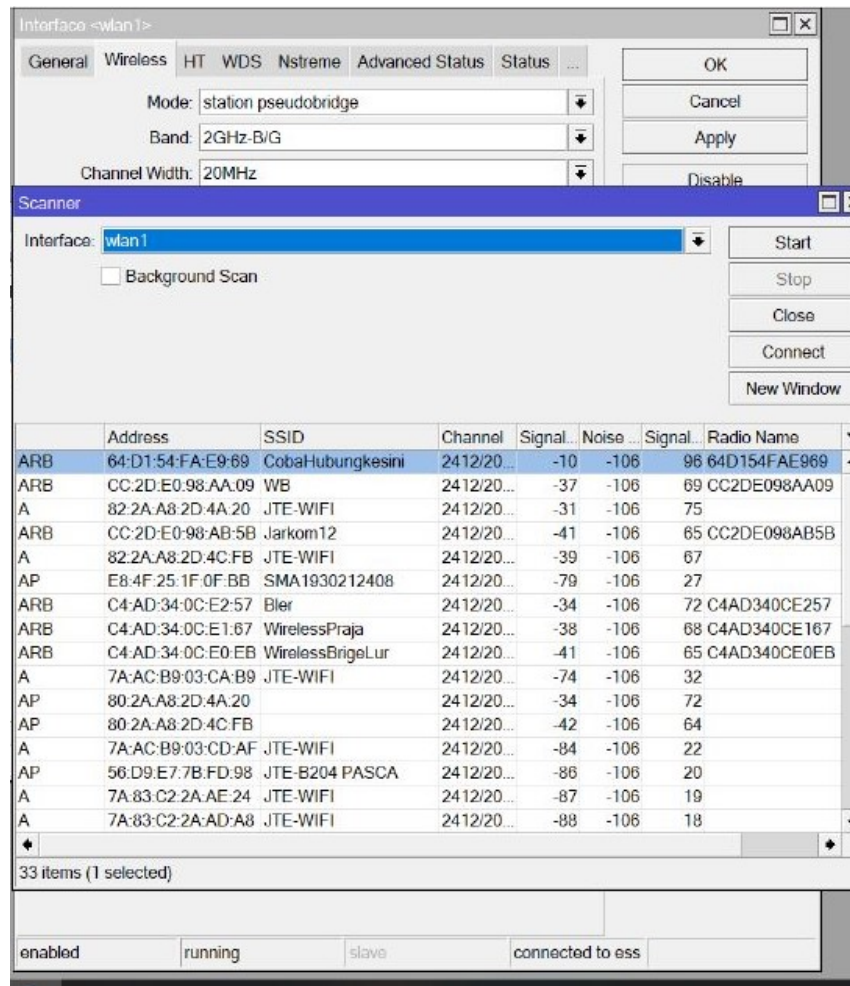 Interface <wlan1>
General Wireless HT WDS Nstreme Advanced Status Status ...
OK
Mode: station pseudobridge
Cancel
Band: 2GHz-B/G
Apply
Channel Width: 20MHz
Disable
Scanner
Interface: wlan1
Start
Background Scan
Stop
Close
Connect
New Window
Address SSID Channel Signal... Noise ... Signal... Radio Name
ARB 64:D1:54:FA:E9:69 CobaHubungkesini 2412/20... -10 -106 96 64D154FAE969
ARB CC:2D:E0:98:AA:09 WB 2412/20... -37 -106 69 CC2DE098AA09
A 82:2A:A8:2D:4A:20 JTE-WIFI 2412/20... -31 -106 75
ARB CC:2D:E0:98:AB:5B Jarkom12 2412/20... -41 -106 65 CC2DE098AB5B
A 82:2A:A8:2D:4C:FB JTE-WIFI 2412/20... -39 -106 67
AP E8:4F:25:1F:0F:BB SMA1930212408 2412/20... -79 -106 27
ARB C4:AD:34:0C:E2:57 Bler 2412/20... -34 -106 72 C4AD340CE257
ARB C4:AD:34:0C:E1:67 WirelessPraja 2412/20... -38 -106 68 C4AD340CE167
ARB C4:AD:34:0C:E0:EB WirelessBrigeLur 2412/20... -41 -106 65 C4AD340CE0EB
A 7A:AC:B9:03:CA:B9 JTE-WIFI 2412/20... -74 -106 32
AP 80:2A:A8:2D:4A:20 2412/20... -34 -106 72
AP 80:2A:A8:2D:4C:FB 2412/20... -42 -106 64
A 7A:AC:B9:03:CD:AF JTE-WIFI 2412/20... -84 -106 22
AP 56:D9:E7:7B:FD:98 JTE-B204 PASCA 2412/20... -86 -106 20
A 7A:83:C2:2A:AE:24 JTE-WIFI 2412/20... -87 -106 19
A 7A:83:C2:2A:AD:A8 JTE-WIFI 2412/20... -88 -106 18
33 items (1 selected)
enabled running slave connected to ess